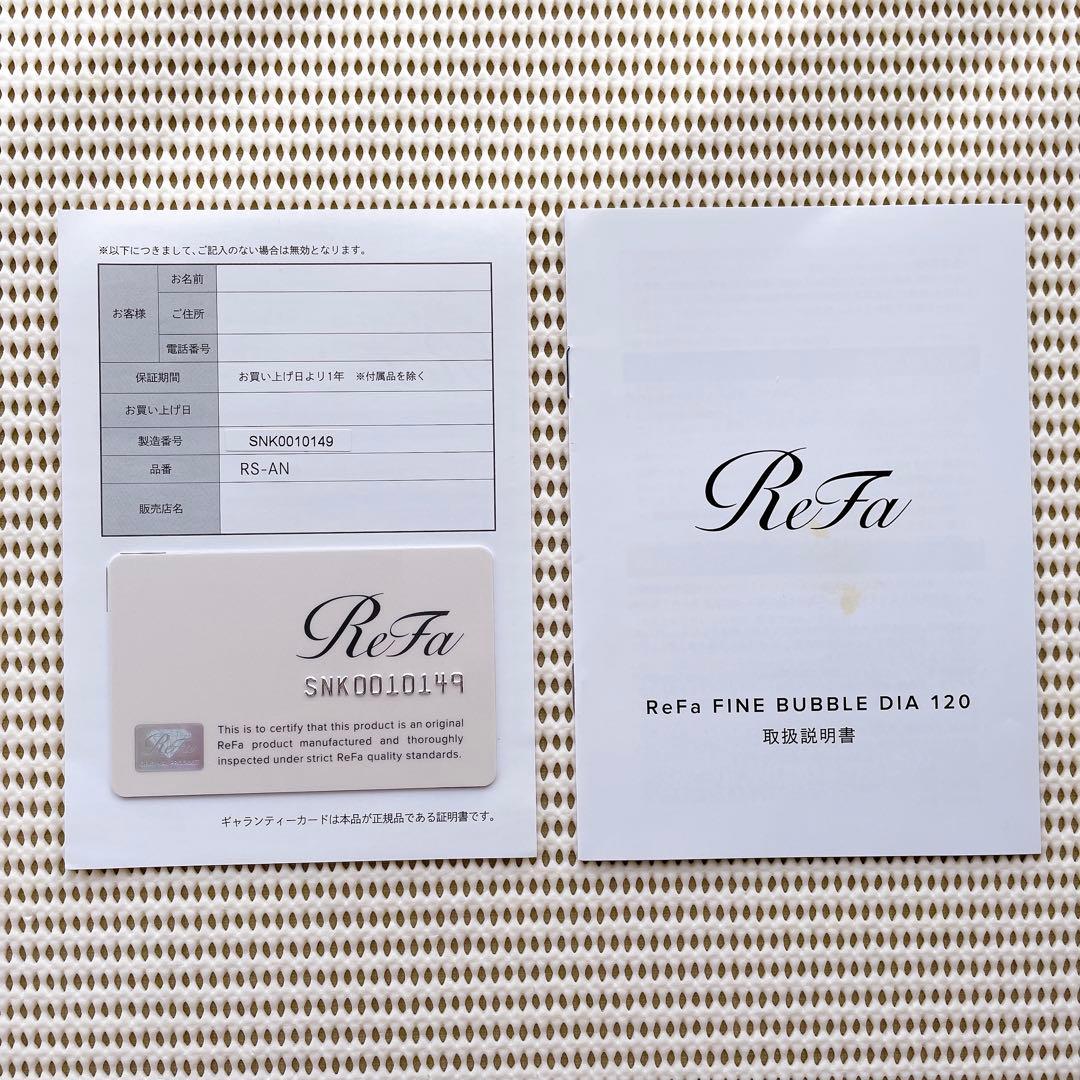 ※以下につきまして、ご記入のない場合は無効となります。
お客様
お名前
ご住所
電話番号
保証期間 お買い上げ日より1年 ※付属品を除く
お買い上げ日
製造番号 SNK0010149
品番 RS-AN
販売店名
ReFa
SNK0010149
This is to certify that this product is an original
ReFa product manufactured and thoroughly
inspected under strict ReFa quality standards.
ReFa
ORIGINAL PRODUCT
ギャランティーカードは本品が正規品である証明書です。
ReFa
ReFa FINE BUBBLE DIA 120
取扱説明書